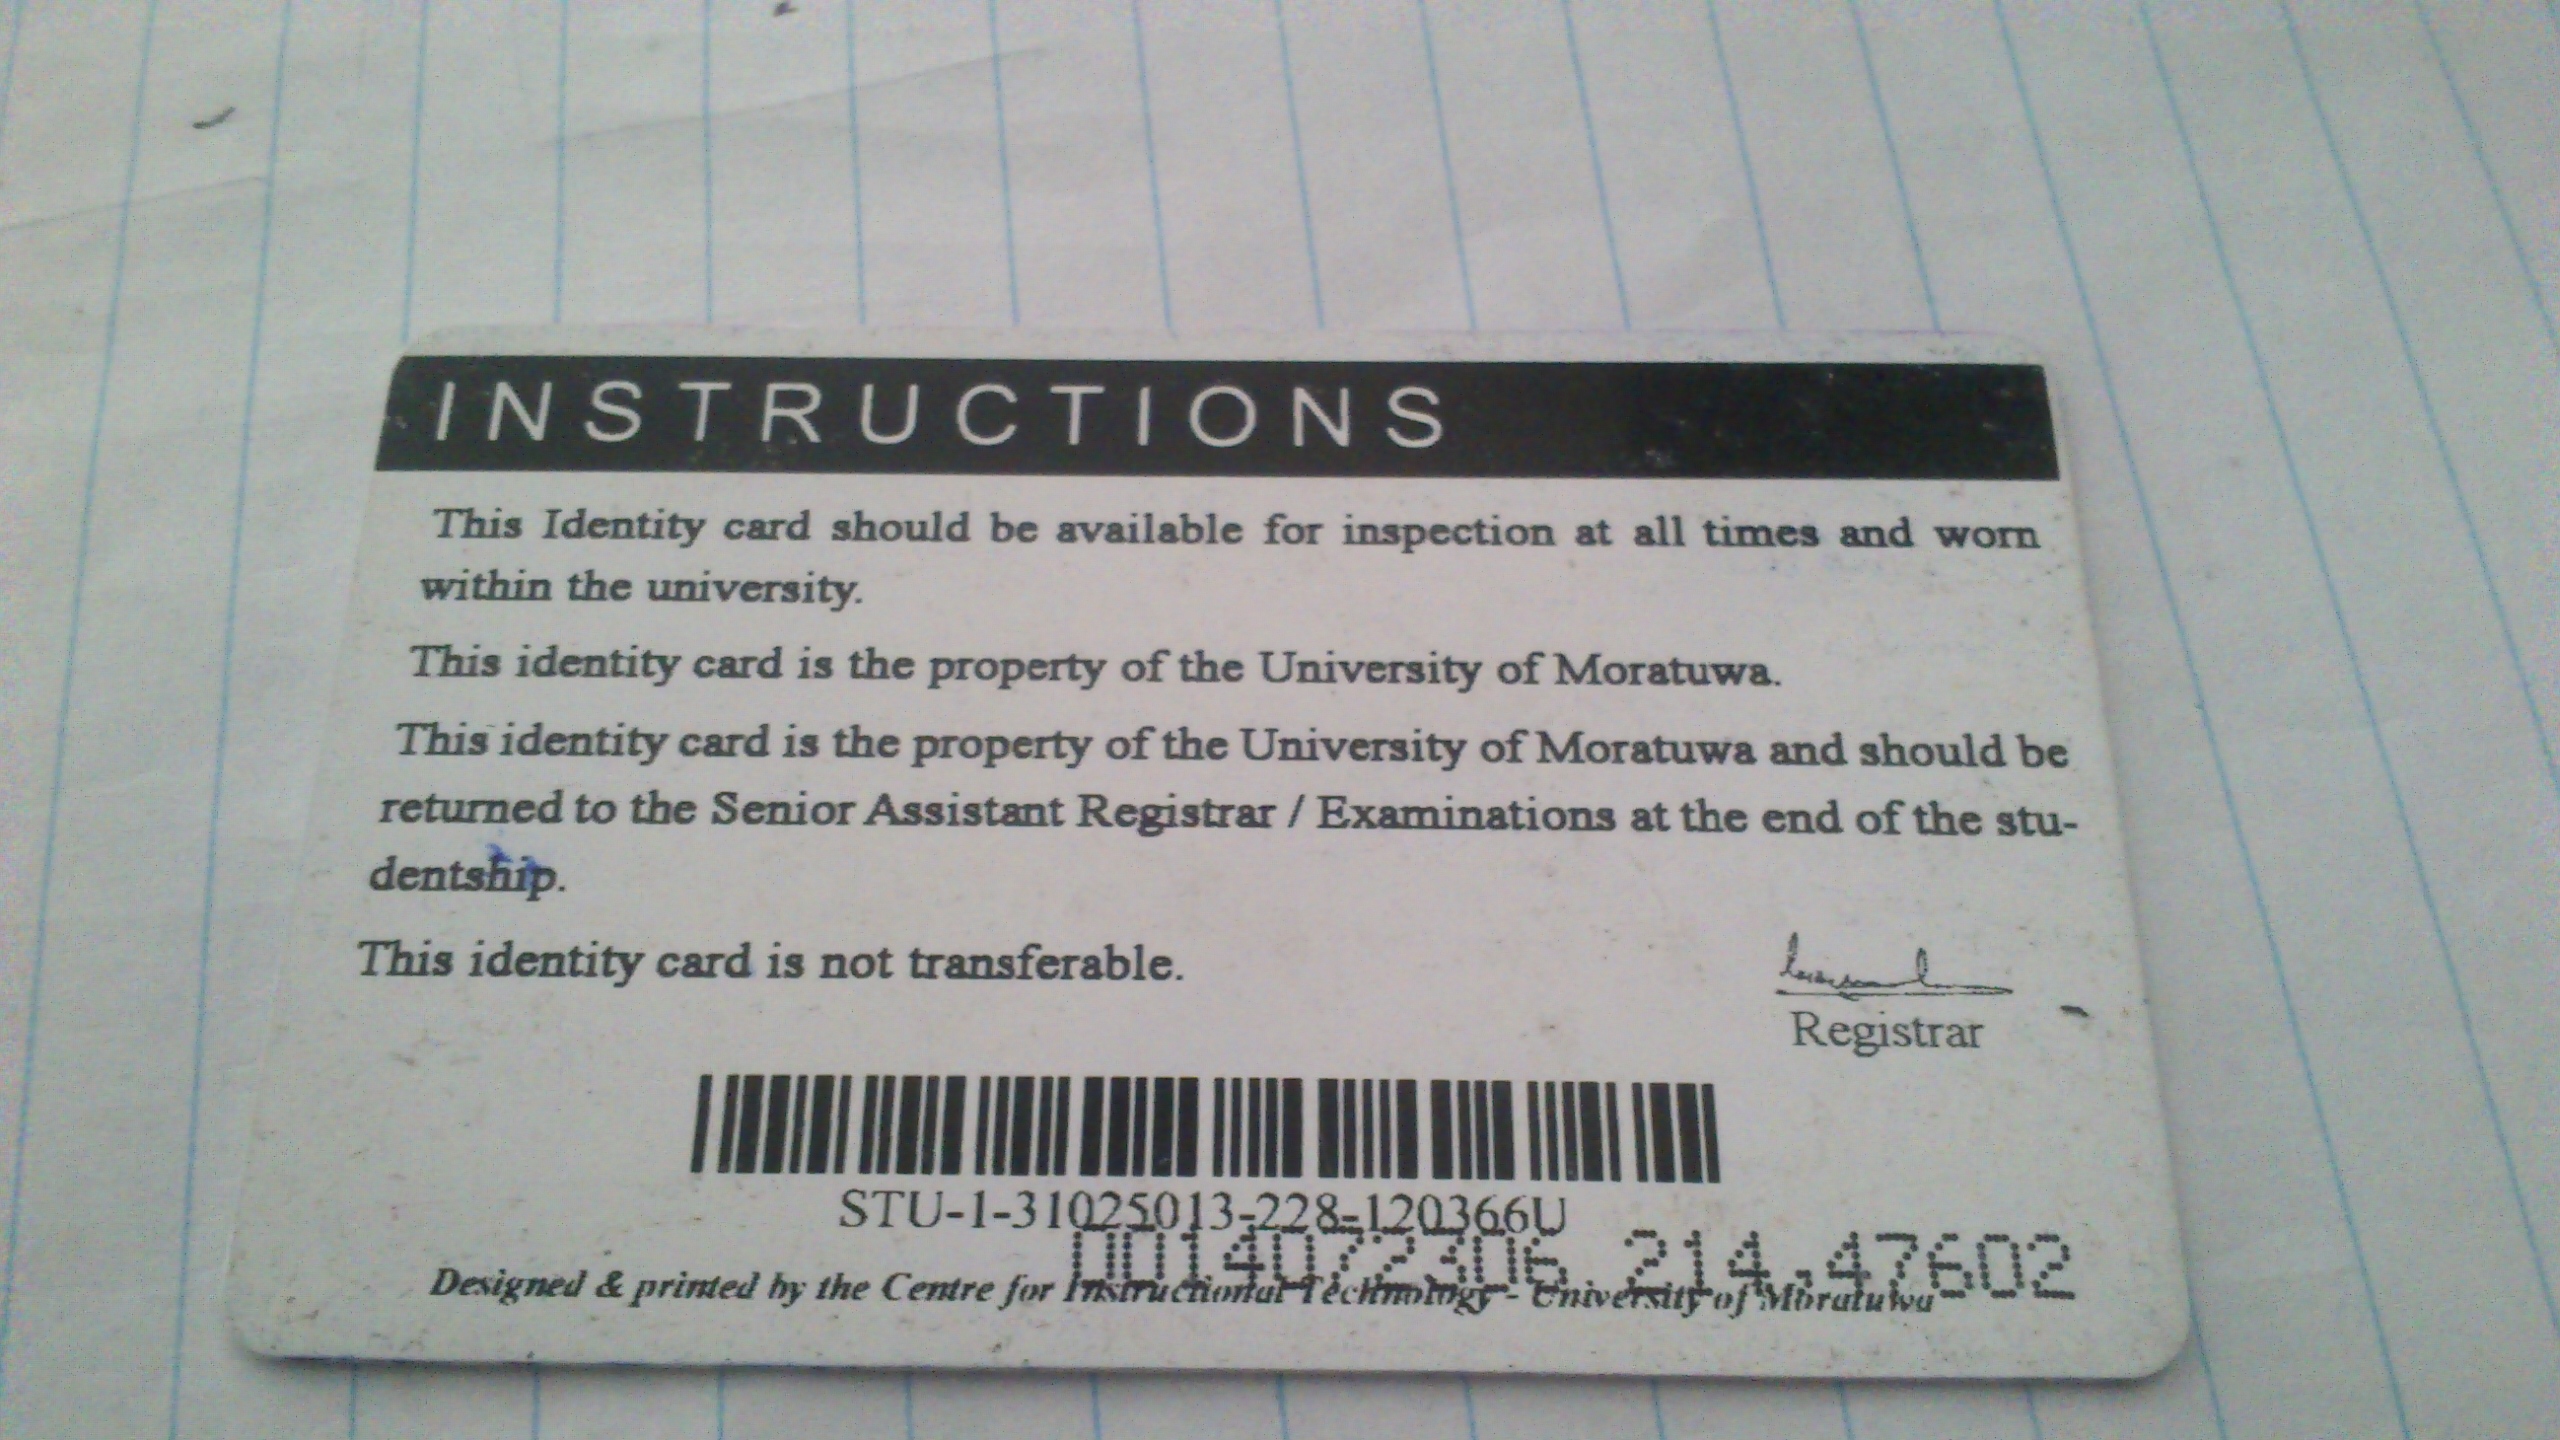 INSTRUCTIONS
This Identity card should be available for inspection at all times and worn
within the university.
This identity card is the property of the University of Moratuwa.
This identity card is the property of the University of Moratuwa and should be
returned to the Senior Assistant Registrar / Examinations at the end of the stu-
dentship.
This identity card is not transferable.
Registrar
STU-1-31025013-228-120366U
0014072306 214,47602
Designed & printed by the Centre for Instructional Technology - University of Moratuwa